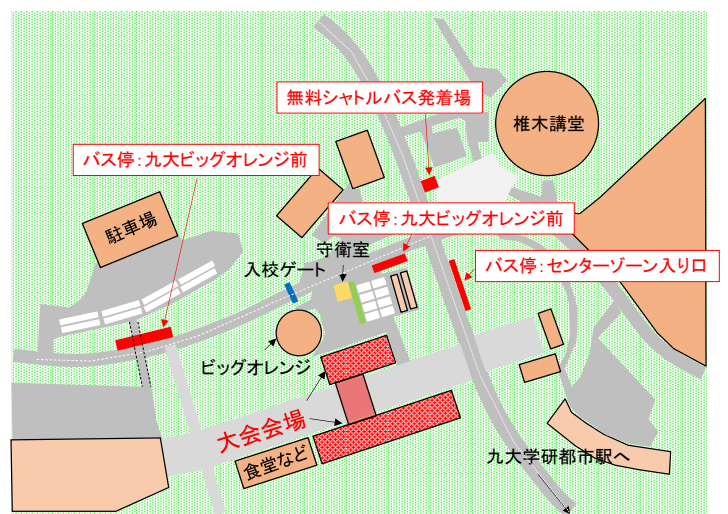 無料シャトルバス発着場
椎木講堂
バス停：九大ビッグオレンジ前
駐車場
バス停：九大ビッグオレンジ前
守衛室
入校ゲート
バス停：センターゾーン入り口
ビッグオレンジ
大会会場
食堂など
九大学研都市駅へ